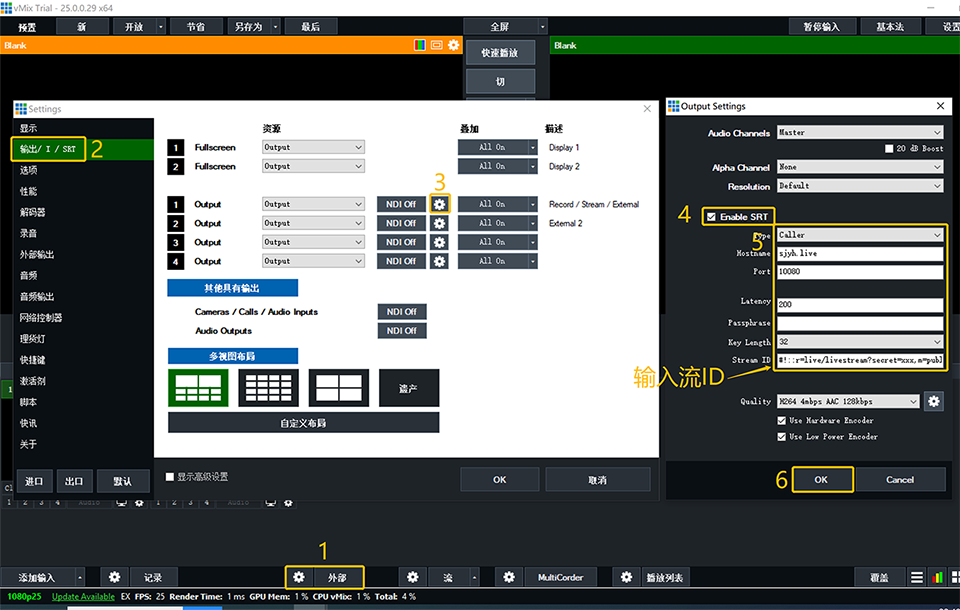 vMix Trial - 25.0.0.29 x64
预置 新 开放 节省 另存为 最后 全屏 暂停输入 基本法 设置
Blank
快速播放
Blank
切
Settings
显示
输出/ I / SRT 2
选项
性能
解码器
录音
外部输出
音频
音频输出
网络控制器
理货灯
快捷键
激活剂
脚本
快讯
关于
进口 出口 默认
资源 叠加 描述
1 Fullscreen Output All On Display 1
2 Fullscreen Output All On Display 2
3
1 Output Output NDI Off All On Record / Stream / External
2 Output Output NDI Off All On External 2
3 Output Output NDI Off All On
4 Output Output NDI Off All On
其他具有输出
Cameras / Calls / Audio Inputs NDI Off
Audio Outputs NDI Off
多视图布局
遗产
自定义布局
显示高级设置 OK 取消
Output Settings
Audio Channels Master
20 dB Boost
Alpha Channel None
Resolution Default
4 Enable SRT
5
Type Caller
Hostname sjyh.live
Port 10080
Latency 200
Passphrase
Key Length 32
Stream ID #!::r=live/livestream?secret=xxx,m=publ
输入流ID
Quality H264 4mbps AAC 128kbps
Use Hardware Encoder
Use Low Power Encoder
6 OK Cancel
1
Cl
1 2 3 4 Audio 1 2 3 4 Audio
1
添加输入 记录 外部 流 MultiCorder 播放列表 覆盖
1080p25 Update Available EX FPS: 25 Render Time: 1 ms GPU Mem: 1 % CPU vMix: 1 % Total: 4 %